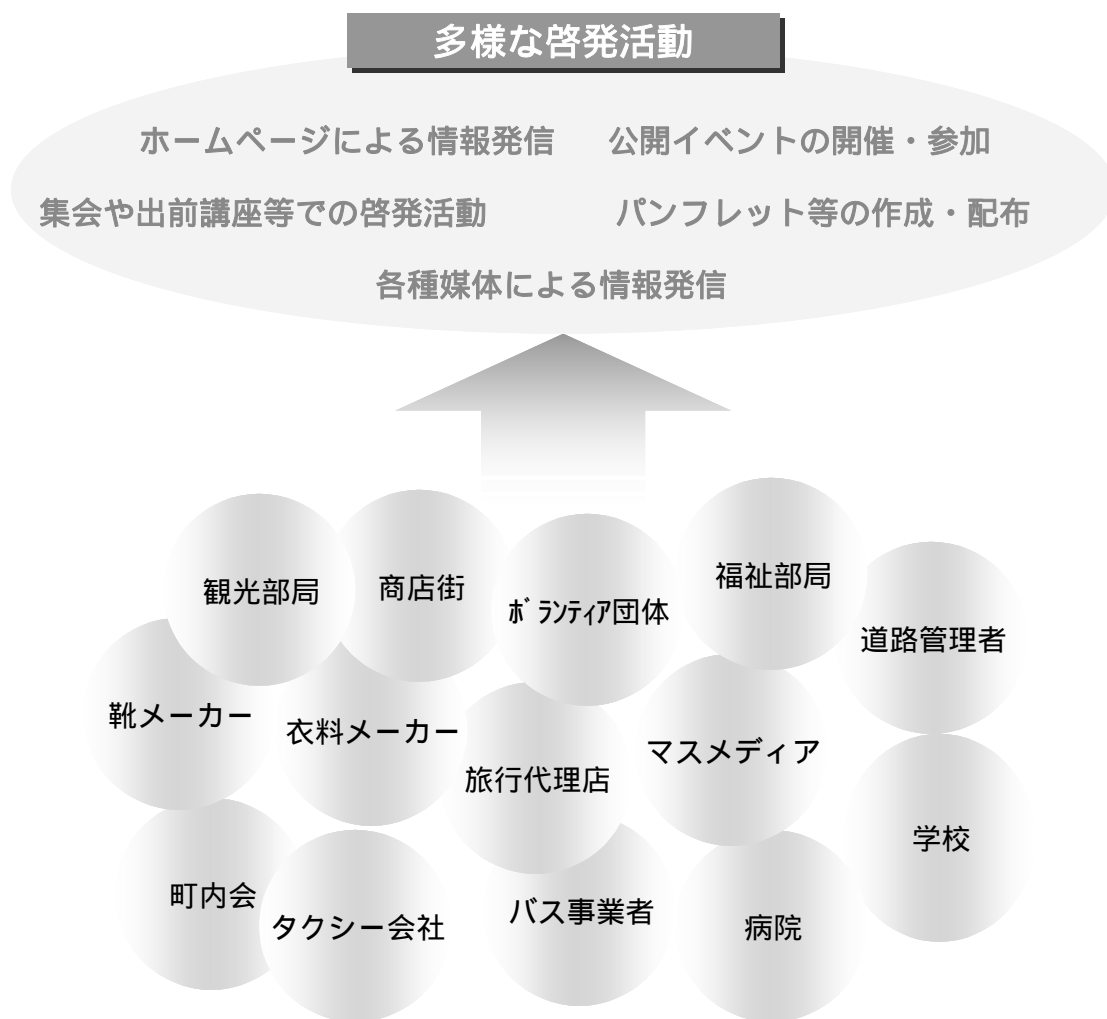 多様な啓発活動
ホームページによる情報発信　公開イベントの開催・参加
集会や出前講座等での啓発活動　パンフレット等の作成・配布
各種媒体による情報発信
観光部局
商店街
ﾎﾞﾗﾝﾃｨｱ団体
福祉部局
道路管理者
靴メーカー
衣料メーカー
旅行代理店
マスメディア
学校
町内会
タクシー会社
バス事業者
病院